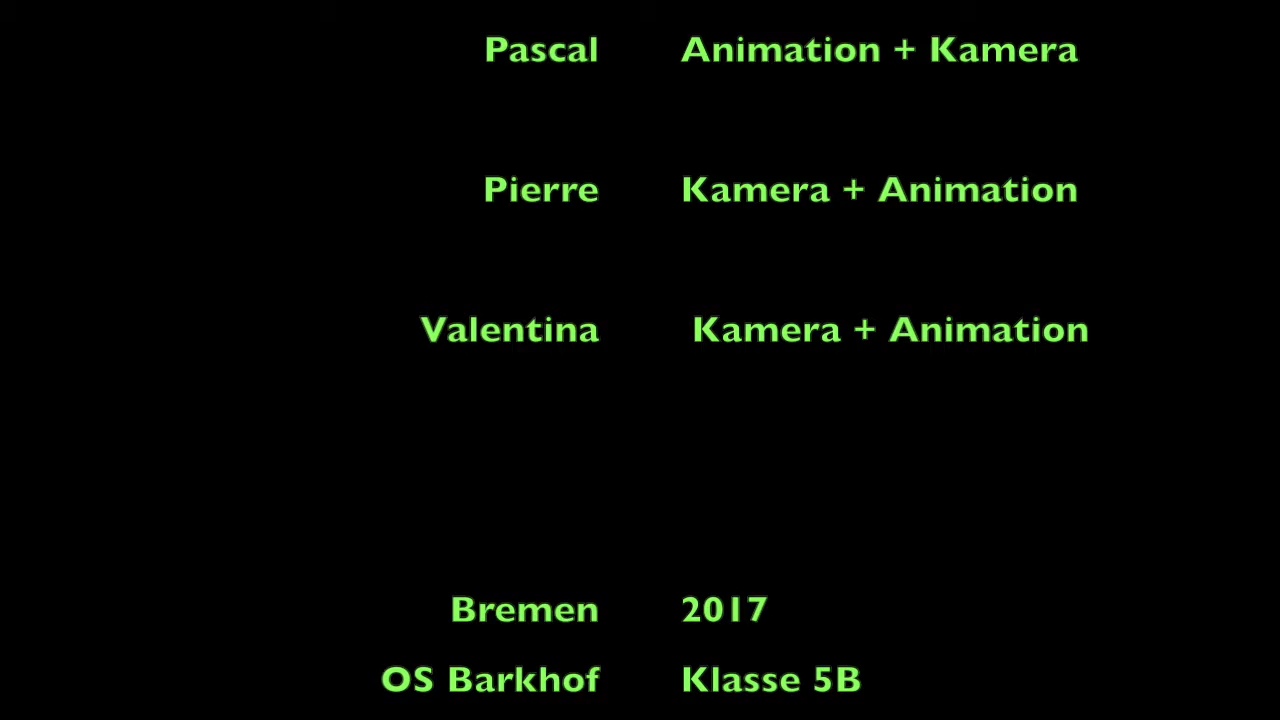 Pascal Animation + Kamera
Pierre Kamera + Animation
Valentina Kamera + Animation
Bremen 2017
OS Barkhof Klasse 5B